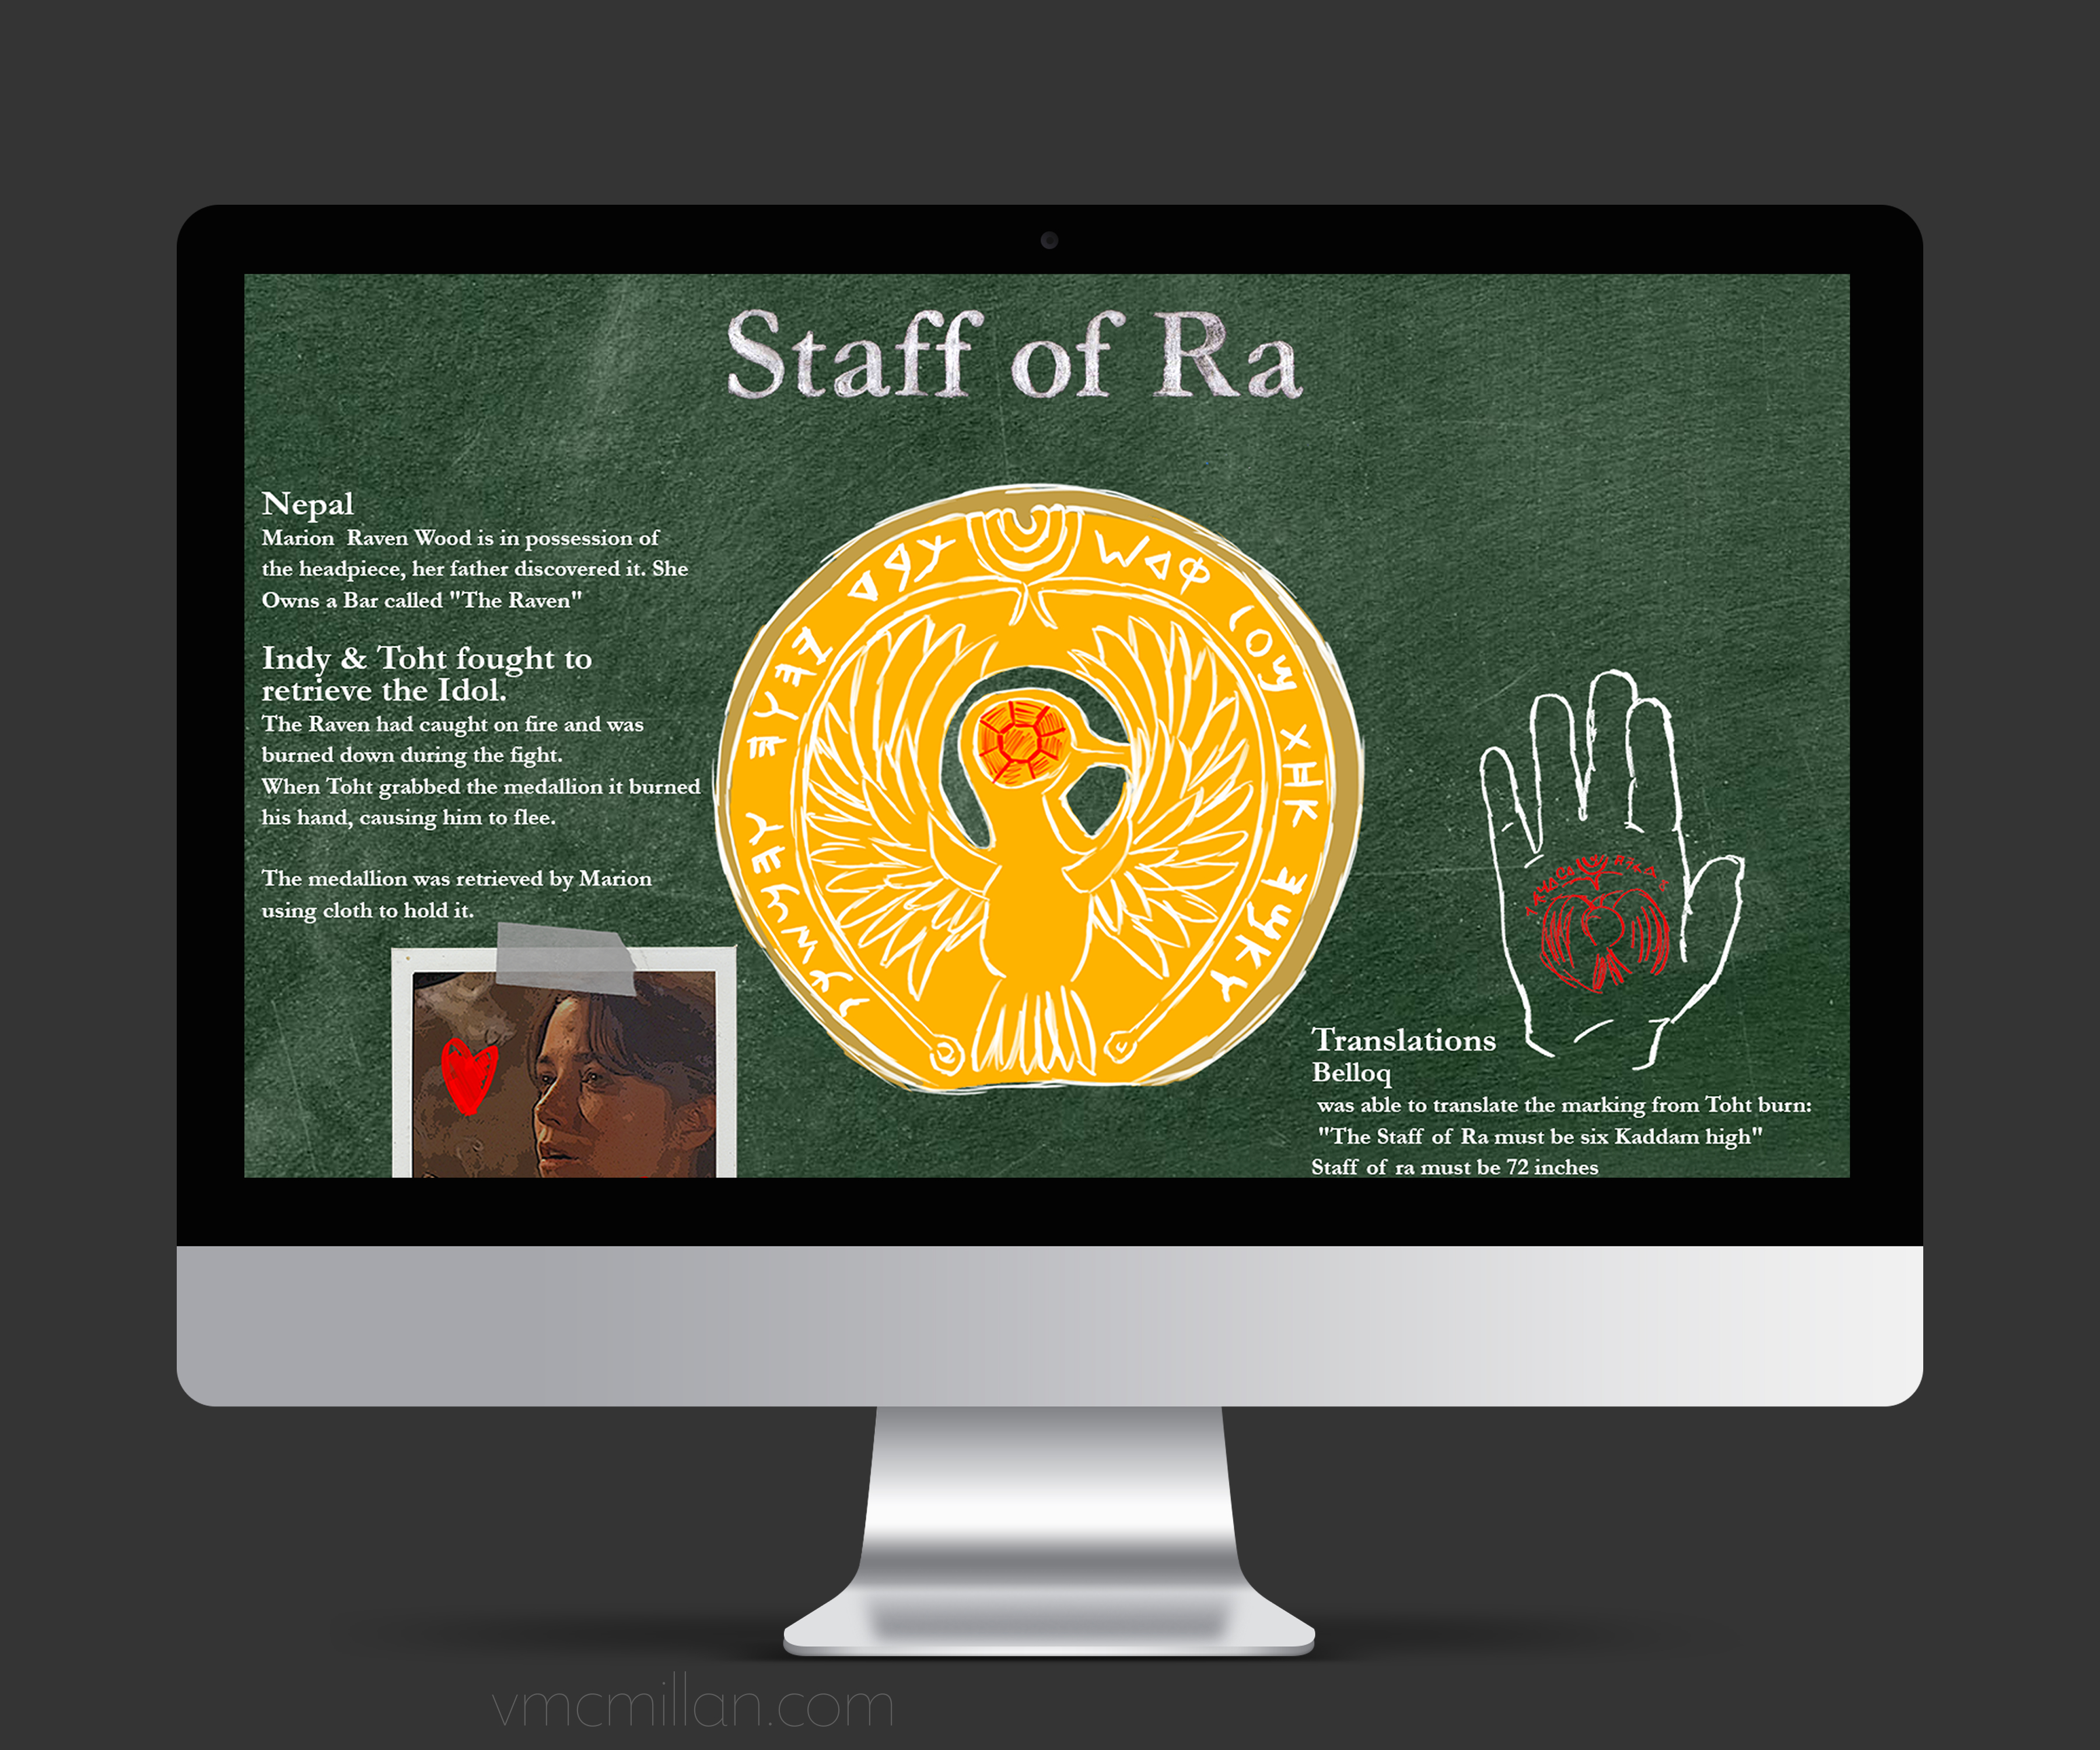 Staff of Ra
Nepal
Marion Raven Wood is in possession of
the headpiece, her father discovered it. She
Owns a Bar called "The Raven"
Indy & Toht fought to
retrieve the Idol.
The Raven had caught on fire and was
burned down during the fight.
When Toht grabbed the medallion it burned
his hand, causing him to flee.
The medallion was retrieved by Marion
using cloth to hold it.
Translations
Belloq
was able to translate the marking from Toht burn:
"The Staff of Ra must be six Kaddam high"
Staff of ra must be 72 inches
vmcmillan.com